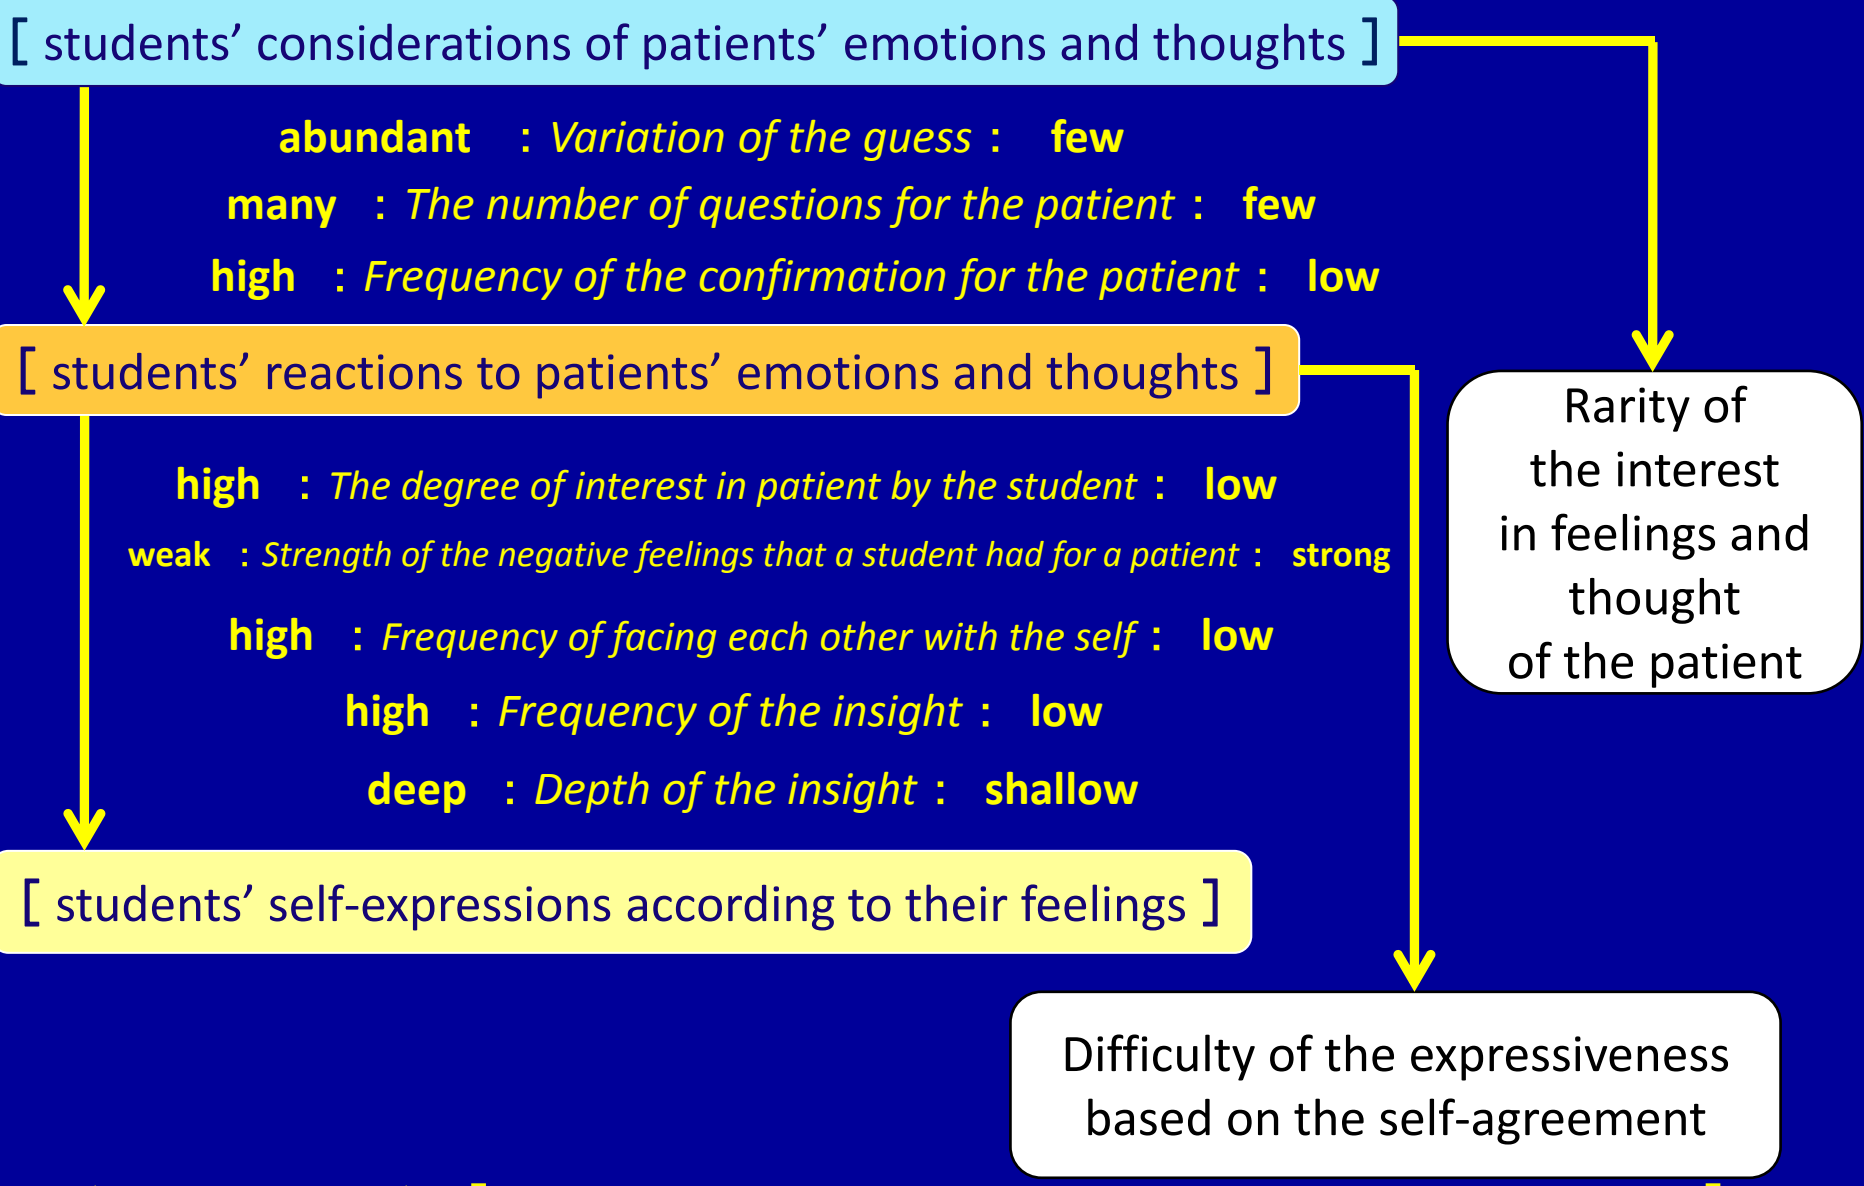 [ students’ considerations of patients’ emotions and thoughts ]
abundant : Variation of the guess : few
many : The number of questions for the patient : few
high : Frequency of the confirmation for the patient : low
[ students’ reactions to patients’ emotions and thoughts ]
high : The degree of interest in patient by the student : low
weak : Strength of the negative feelings that a student had for a patient : strong
high : Frequency of facing each other with the self : low
high : Frequency of the insight : low
deep : Depth of the insight : shallow
[ students’ self-expressions according to their feelings ]
Rarity of
the interest
in feelings and
thought
of the patient
Difficulty of the expressiveness
based on the self-agreement